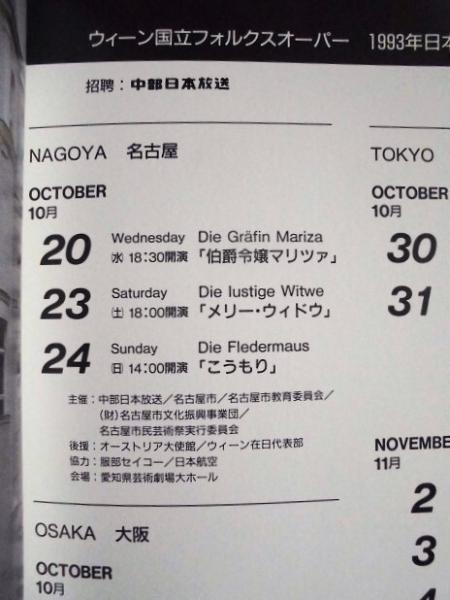 ウィーン国立フォルクスオーパー 1993年日本
招聘：中部日本放送
NAGOYA 名古屋
OCTOBER
10月
20 Wednesday Die Gräfin Mariza
㈬ 18:30開演 「伯爵令嬢マリツァ」
23 Saturday Die lustige Witwe
㈯ 18:00開演 「メリー・ウィドウ」
24 Sunday Die Fledermaus
㈰ 14:00開演 「こうもり」
主催：中部日本放送／名古屋市／名古屋市教育委員会／
(財)名古屋市文化振興事業団／
名古屋市民芸術祭実行委員会
後援：オーストリア大使館／ウィーン在日代表部
協力：服部セイコー／日本航空
会場：愛知県芸術劇場大ホール
OSAKA 大阪
OCTOBER
10月
TOKYO
OCTOBER
10月
30
31
NOVEMBE
11月
2
3